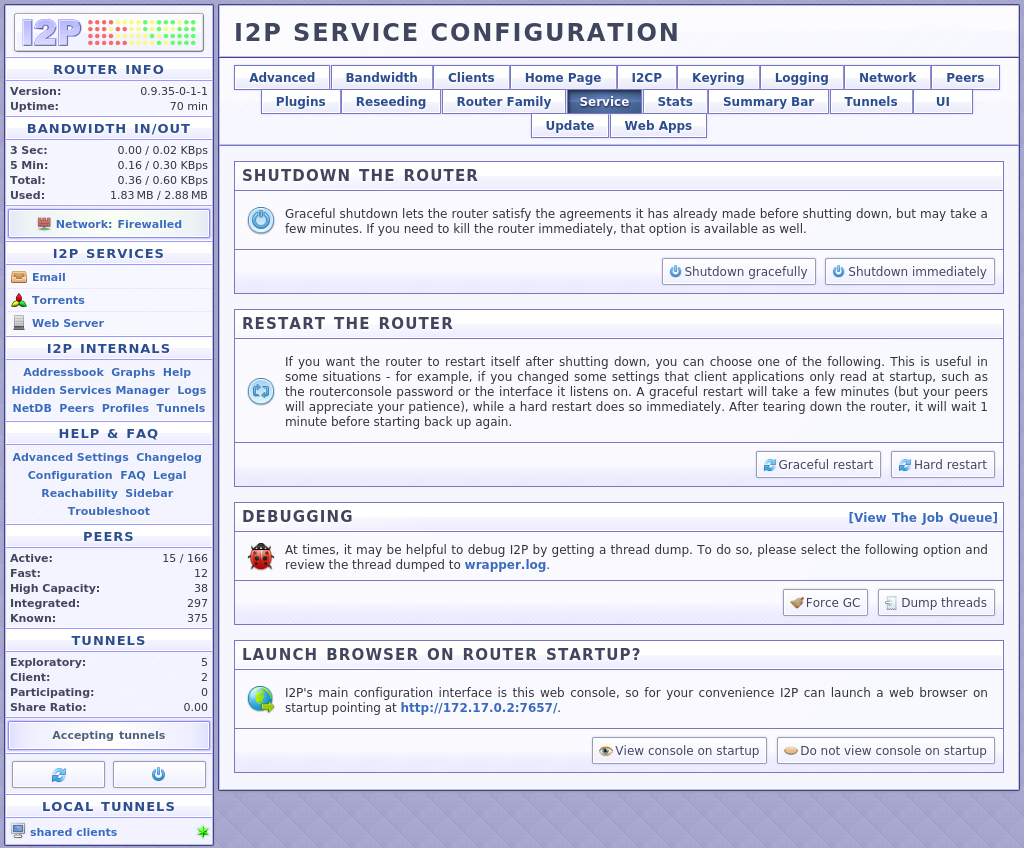 I2P
ROUTER INFO
Version: 0.9.35-0-1-1
Uptime: 70 min
BANDWIDTH IN/OUT
3 Sec: 0.00 / 0.02 KBps
5 Min: 0.16 / 0.30 KBps
Total: 0.36 / 0.60 KBps
Used: 1.83 MB / 2.88 MB
Network: Firewalled
I2P SERVICES
Email
Torrents
Web Server
I2P INTERNALS
Addressbook Graphs Help
Hidden Services Manager Logs
NetDB Peers Profiles Tunnels
HELP & FAQ
Advanced Settings Changelog
Configuration FAQ Legal
Reachability Sidebar
Troubleshoot
PEERS
Active: 15 / 166
Fast: 12
High Capacity: 38
Integrated: 297
Known: 375
TUNNELS
Exploratory: 5
Client: 2
Participating: 0
Share Ratio: 0.00
Accepting tunnels
LOCAL TUNNELS
shared clients
I2P SERVICE CONFIGURATION
Advanced Bandwidth Clients Home Page I2CP Keyring Logging Network Peers
Plugins Reseeding Router Family Service Stats Summary Bar Tunnels UI
Update Web Apps
SHUTDOWN THE ROUTER
Graceful shutdown lets the router satisfy the agreements it has already made before shutting down, but may take a
few minutes. If you need to kill the router immediately, that option is available as well.
Shutdown gracefully Shutdown immediately
RESTART THE ROUTER
If you want the router to restart itself after shutting down, you can choose one of the following. This is useful in
some situations - for example, if you changed some settings that client applications only read at startup, such as
the routerconsole password or the interface it listens on. A graceful restart will take a few minutes (but your peers
will appreciate your patience), while a hard restart does so immediately. After tearing down the router, it will wait 1
minute before starting back up again.
Graceful restart Hard restart
DEBUGGING [View The Job Queue]
At times, it may be helpful to debug I2P by getting a thread dump. To do so, please select the following option and
review the thread dumped to wrapper.log.
Force GC Dump threads
LAUNCH BROWSER ON ROUTER STARTUP?
I2P's main configuration interface is this web console, so for your convenience I2P can launch a web browser on
startup pointing at http://172.17.0.2:7657/.
View console on startup Do not view console on startup